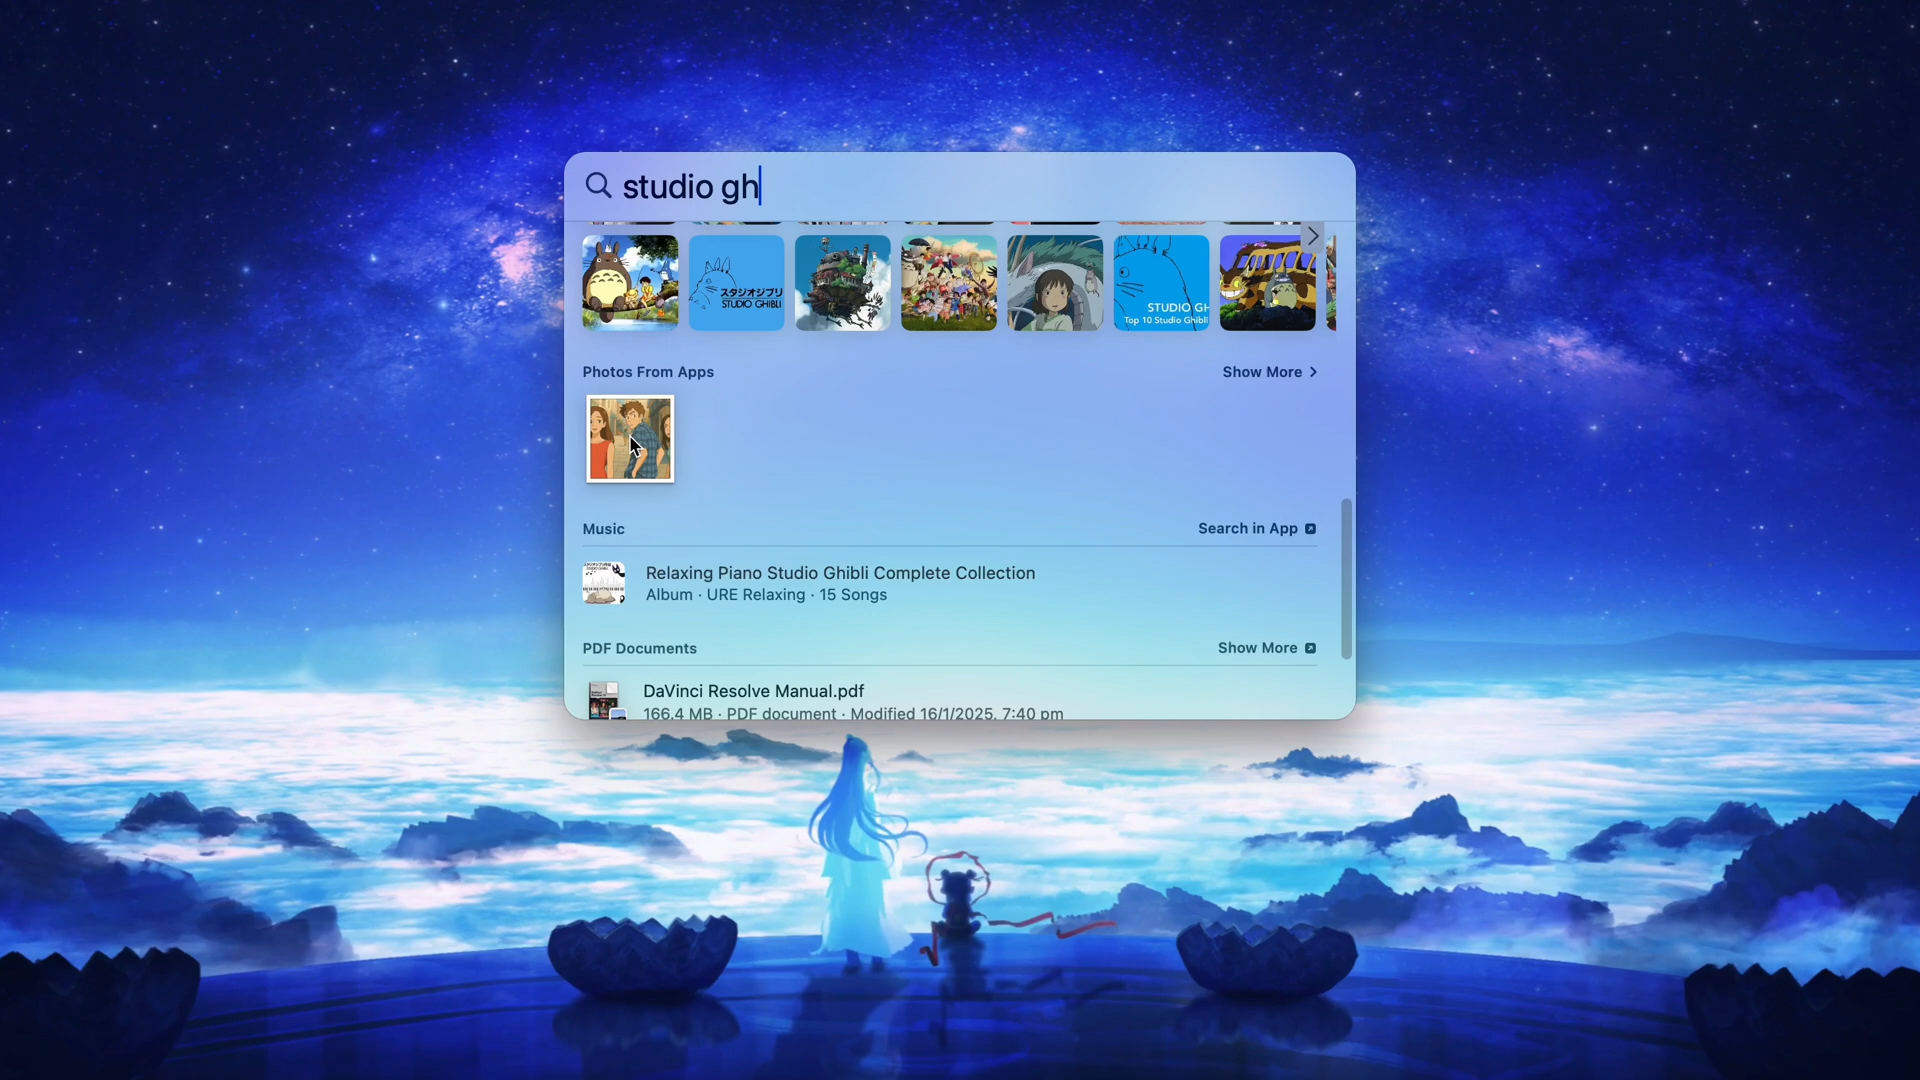 studio gh
スタジオジブリ
STUDIO GHIBLI
STUDIO GH
Top 10 Studio Ghibli
Photos From Apps
Show More
Music
Search in App
Relaxing Piano Studio Ghibli Complete Collection
Album · URE Relaxing · 15 Songs
PDF Documents
Show More
DaVinci Resolve Manual.pdf
166.4 MB · PDF document · Modified 16/1/2025, 7:40 pm